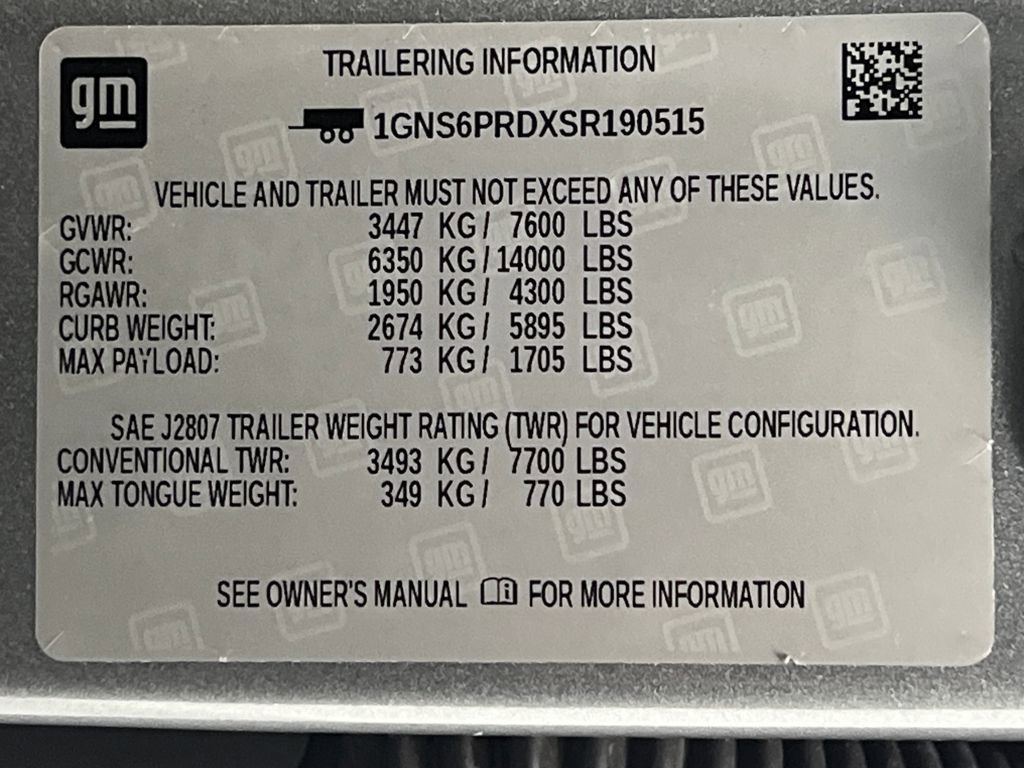 gm
TRAILERING INFORMATION
1GNS6PRDXSR190515
VEHICLE AND TRAILER MUST NOT EXCEED ANY OF THESE VALUES.
GVWR: 3447 KG/ 7600 LBS
GCWR: 6350 KG/14000 LBS
RGAWR: 1950 KG/ 4300 LBS
CURB WEIGHT: 2674 KG/ 5895 LBS
MAX PAYLOAD: 773 KG/ 1705 LBS
SAE J2807 TRAILER WEIGHT RATING (TWR) FOR VEHICLE CONFIGURATION.
CONVENTIONAL TWR: 3493 KG/ 7700 LBS
MAX TONGUE WEIGHT: 349 KG/ 770 LBS
SEE OWNER'S MANUAL FOR MORE INFORMATION